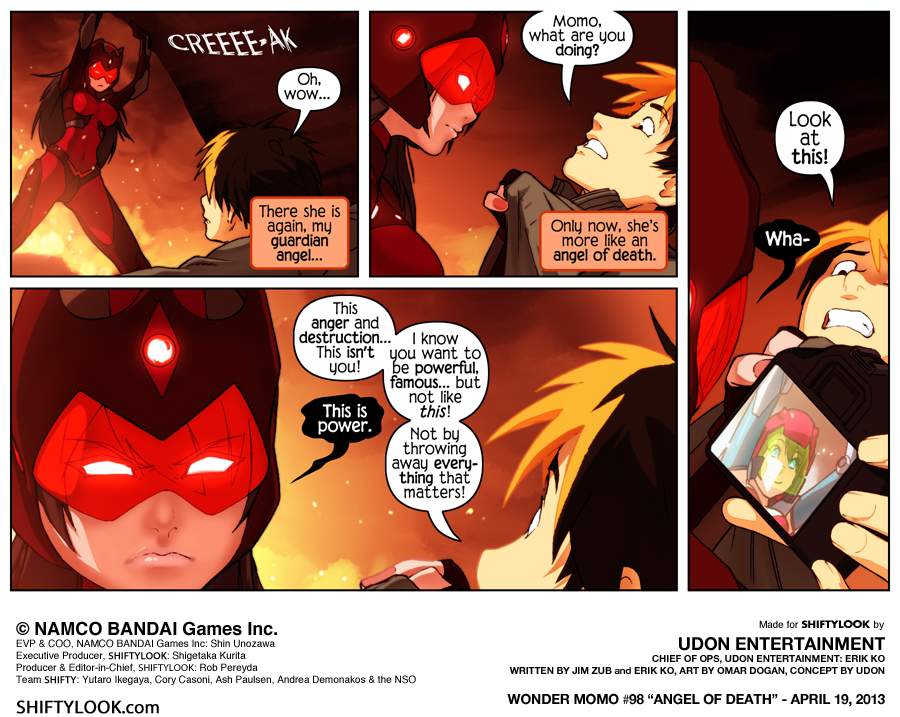 CREEEE-AK
Oh,
wow...
There she is
again, my
guardian
angel...
Momo,
what are you
doing?
Only now, she's
more like an
angel of death.
This
anger and
destruction...
This isn't
you!
This is
power.
I know
you want to
be powerful,
famous... but
not like
this!
Not by
throwing
away every-
thing that
matters!
Look
at
this!
Wha-
© NAMCO BANDAI Games Inc.
EVP & COO, NAMCO BANDAI Games Inc: Shin Unozawa
Executive Producer, SHIFTYLOOK: Shigetaka Kurita
Producer & Editor-in-Chief, SHIFTYLOOK: Rob Pereyda
Team SHIFTY: Yutaro Ikegaya, Cory Casoni, Ash Paulsen, Andrea Demonakos & the NSO
SHIFTYLOOK.com
Made for SHIFTYLOOK by
UDON ENTERTAINMENT
CHIEF OF OPS, UDON ENTERTAINMENT: ERIK KO
WRITTEN BY JIM ZUB and ERIK KO, ART BY OMAR DOGAN, CONCEPT BY UDON
WONDER MOMO #98 “ANGEL OF DEATH” - APRIL 19, 2013